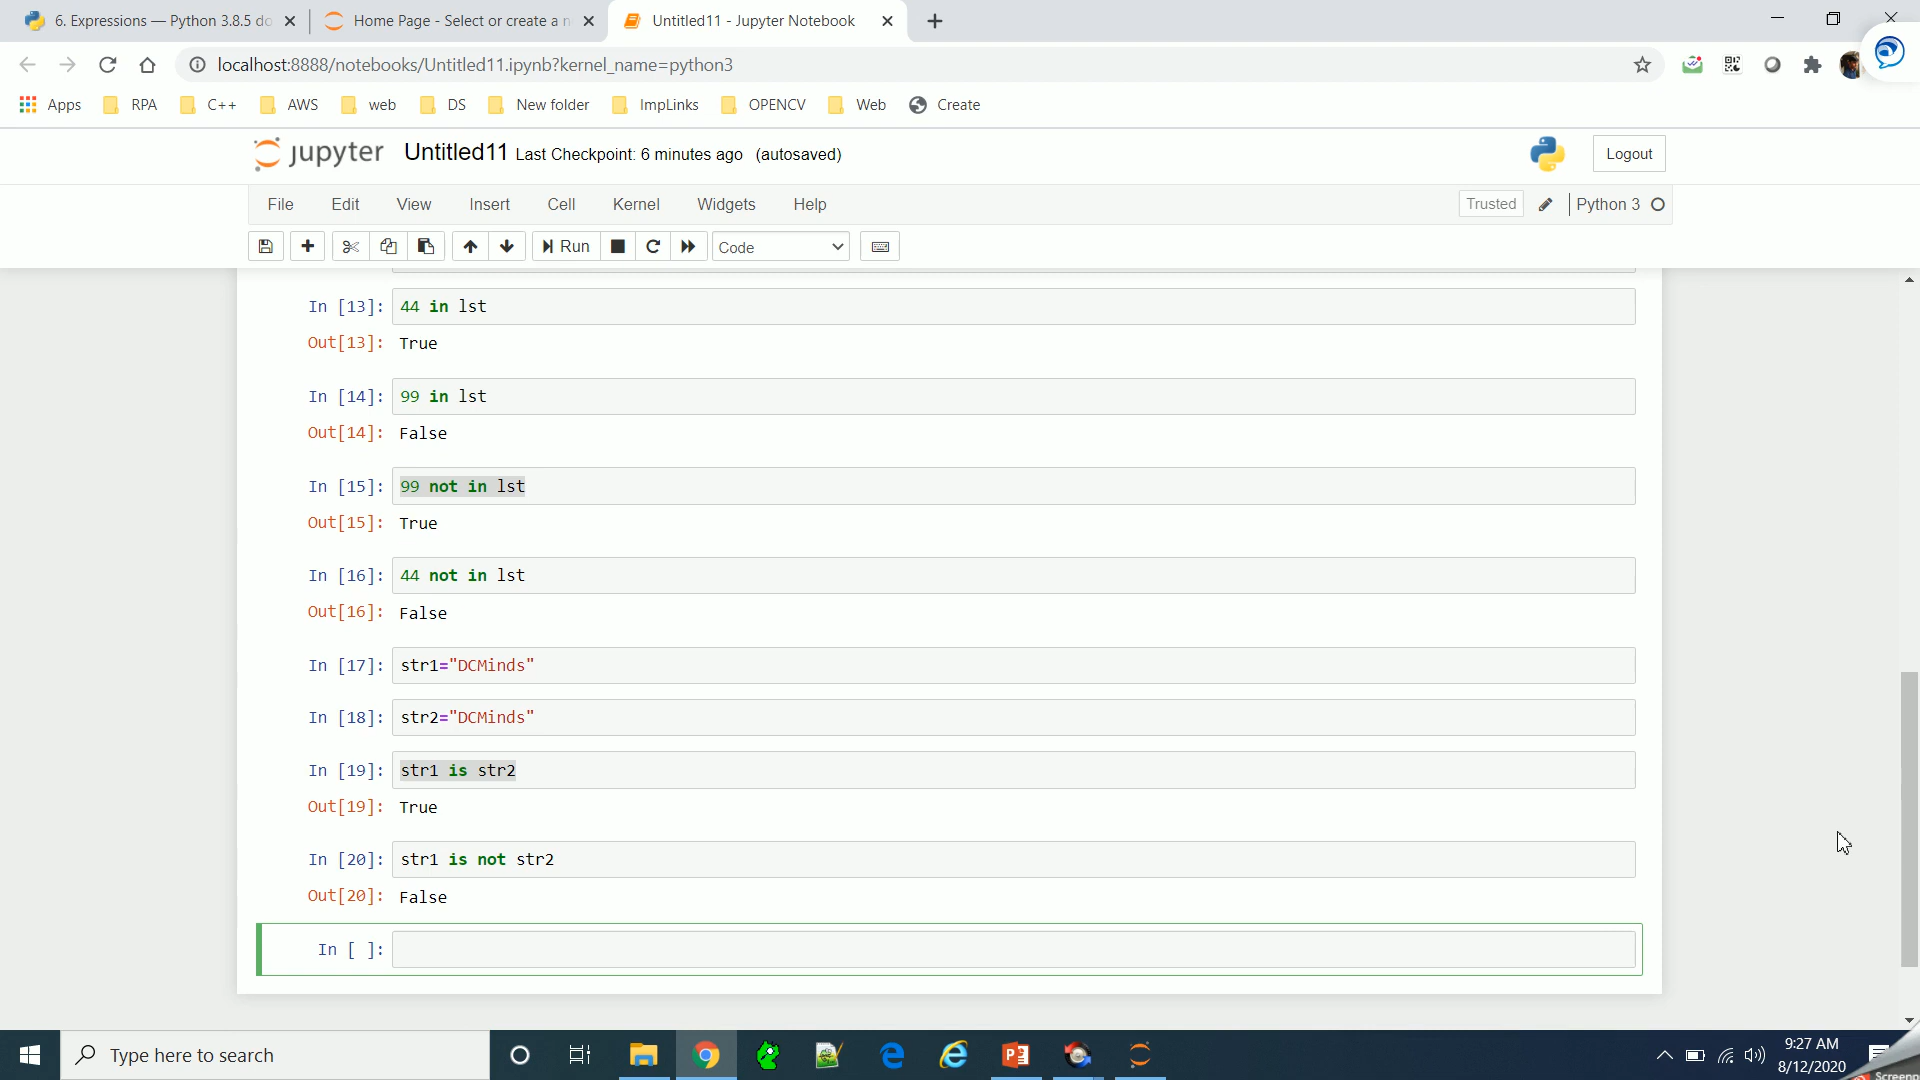 6. Expressions — Python 3.8.5 do
Home Page - Select or create a n
Untitled11 - Jupyter Notebook
localhost:8888/notebooks/Untitled11.ipynb?kernel_name=python3
Apps RPA C++ AWS web DS New folder ImpLinks OPENCV Web Create
jupyter Untitled11 Last Checkpoint: 6 minutes ago (autosaved) Logout
File Edit View Insert Cell Kernel Widgets Help Trusted Python 3
Run Code
In [13]: 44 in lst
Out[13]: True
In [14]: 99 in lst
Out[14]: False
In [15]: 99 not in lst
Out[15]: True
In [16]: 44 not in lst
Out[16]: False
In [17]: str1="DCMinds"
In [18]: str2="DCMinds"
In [19]: str1 is str2
Out[19]: True
In [20]: str1 is not str2
Out[20]: False
In [ ]:
Type here to search
9:27 AM
8/12/2020